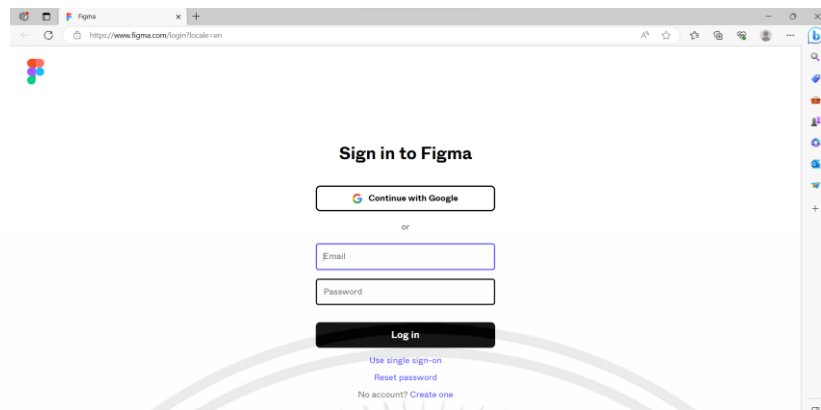 Figma
https://www.figma.com/login?locale=en
Sign in to Figma
Continue with Google
or
Email
Password
Log in
Use single sign-on
Reset password
No account? Create one